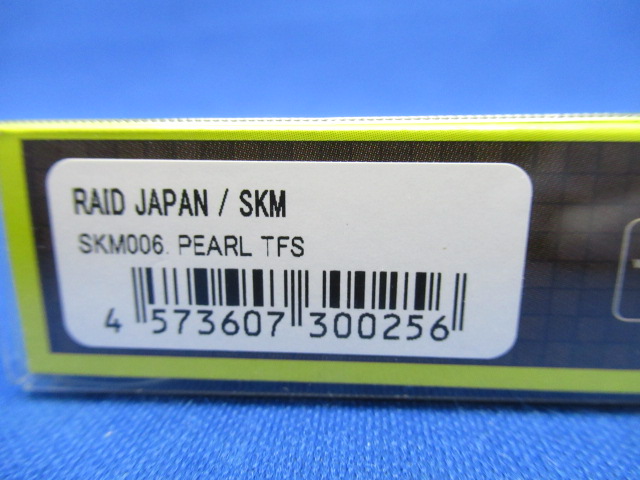 RAID JAPAN / SKM
SKM006. PEARL TFS
4 573607 300256